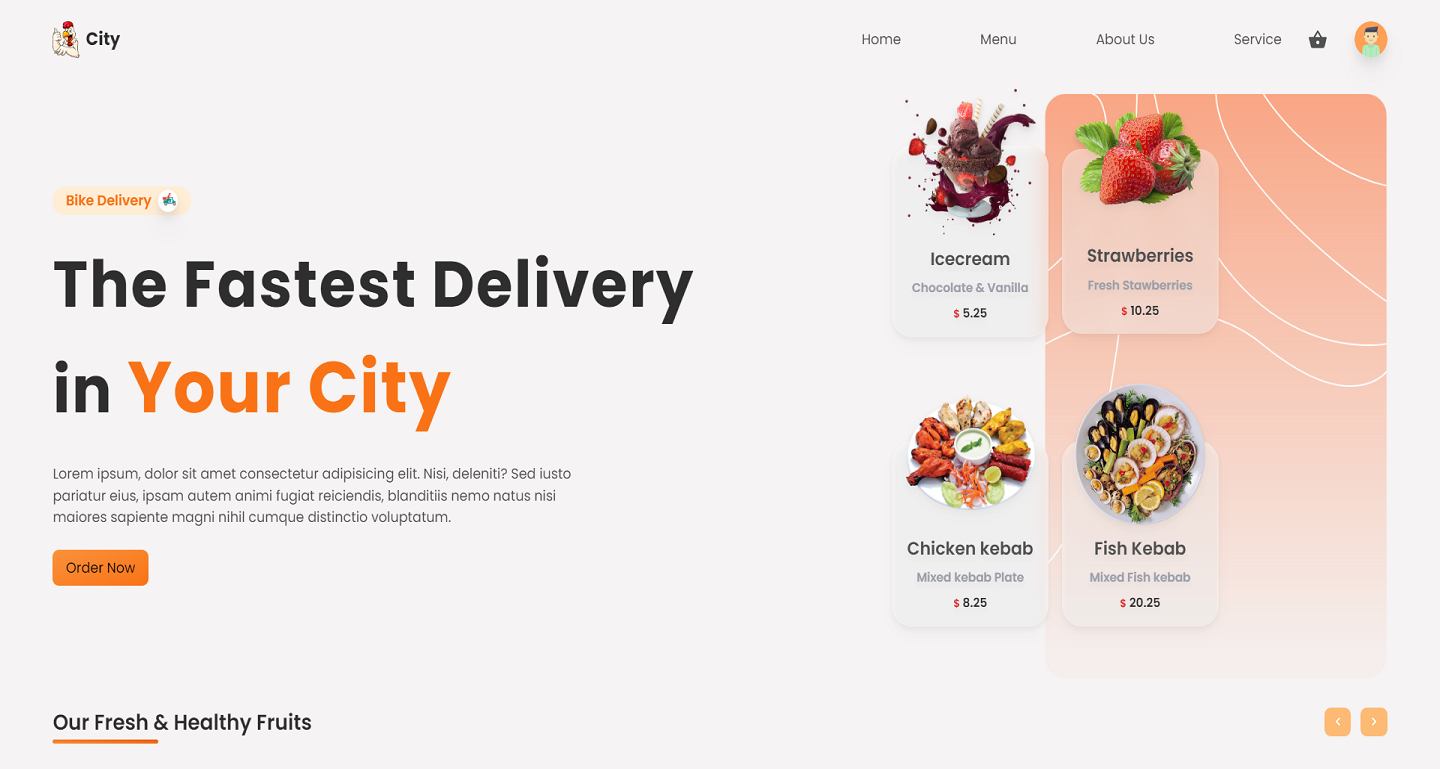 City
Home
Menu
About Us
Service
Bike Delivery
The Fastest Delivery
in Your City
Lorem ipsum, dolor sit amet consectetur adipisicing elit. Nisi, deleniti? Sed iusto
pariatur eius, ipsam autem animi fugiat reiciendis, blanditiis nemo natus nisi
maiores sapiente magni nihil cumque distinctio voluptatum.
Order Now
Icecream
Chocolate & Vanilla
$ 5.25
Strawberries
Fresh Stawberries
$ 10.25
Chicken kebab
Mixed kebab Plate
$ 8.25
Fish Kebab
Mixed Fish kebab
$ 20.25
Our Fresh & Healthy Fruits